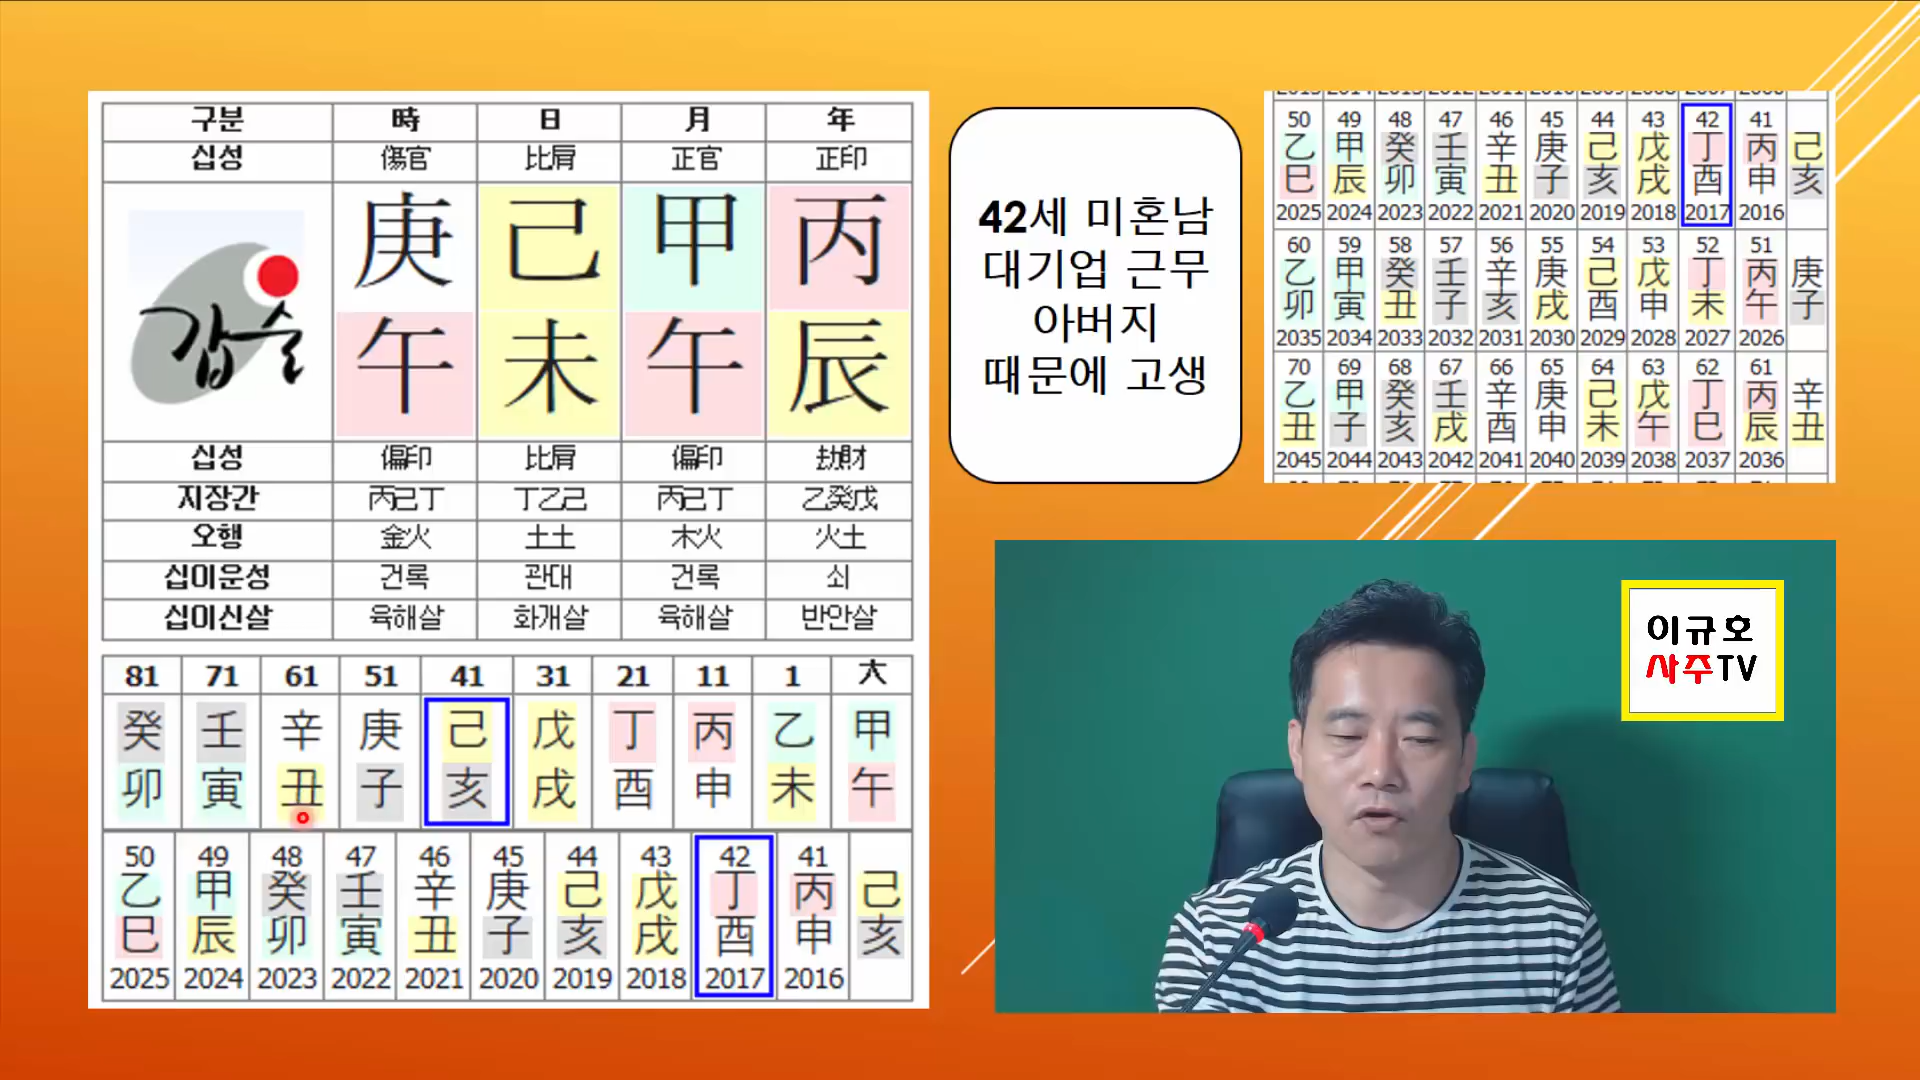 구분 時 日 月 年
십성 傷官 比肩 正官 正印
庚 己 甲 丙
갑술
午 未 午 辰
십성 偏印 比肩 偏印 劫財
지장간 丙己丁 丁乙己 丙己丁 乙癸戊
오행 金火 土土 木火 火土
십이운성 건록 관대 건록 쇠
십이신살 육해살 화개살 육해살 반안살
81 71 61 51 41 31 21 11 1 大
癸 壬 辛 庚 己 戊 丁 丙 乙 甲
卯 寅 丑 子 亥 戌 酉 申 未 午
50 49 48 47 46 45 44 43 42 41
乙 甲 癸 壬 辛 庚 己 戊 丁 丙 己
巳 辰 卯 寅 丑 子 亥 戌 酉 申 亥
2025 2024 2023 2022 2021 2020 2019 2018 2017 2016
42세 미혼남
대기업 근무
아버지
때문에 고생
50 49 48 47 46 45 44 43 42 41
乙 甲 癸 壬 辛 庚 己 戊 丁 丙 己
巳 辰 卯 寅 丑 子 亥 戌 酉 申 亥
2025 2024 2023 2022 2021 2020 2019 2018 2017 2016
60 59 58 57 56 55 54 53 52 51
乙 甲 癸 壬 辛 庚 己 戊 丁 丙 庚
卯 寅 丑 子 亥 戌 酉 申 未 午 子
2035 2034 2033 2032 2031 2030 2029 2028 2027 2026
70 69 68 67 66 65 64 63 62 61
乙 甲 癸 壬 辛 庚 己 戊 丁 丙 辛
丑 子 亥 戌 酉 申 未 午 巳 辰 丑
2045 2044 2043 2042 2041 2040 2039 2038 2037 2036
이규호
사주TV